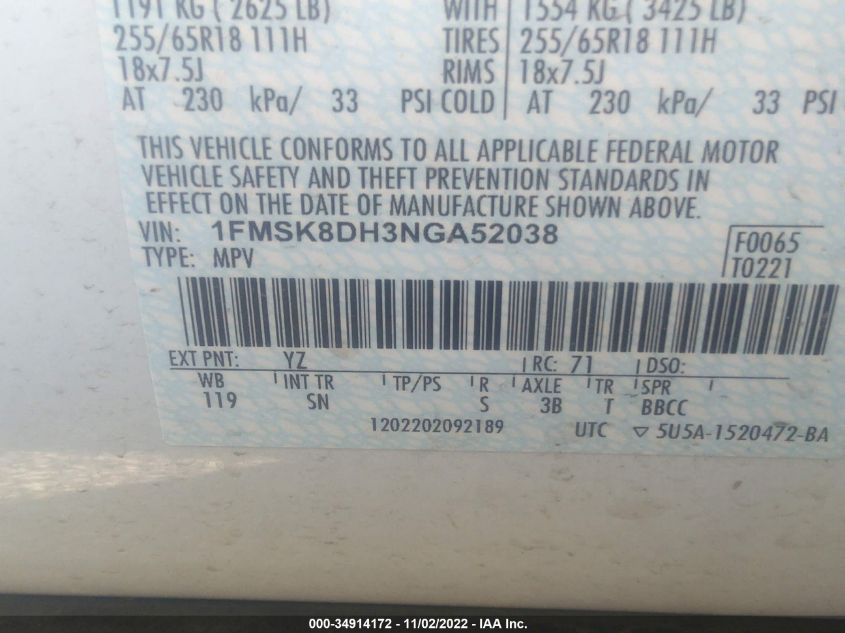 1191 KG ( 2625 LB) WITH 1554 KG ( 3425 LB)
255/65R18 111H TIRES 255/65R18 111H
18x7.5J RIMS 18x7.5J
AT 230 kPa/ 33 PSI COLD AT 230 kPa/ 33 PSI
THIS VEHICLE CONFORMS TO ALL APPLICABLE FEDERAL MOTOR
VEHICLE SAFETY AND THEFT PREVENTION STANDARDS IN
EFFECT ON THE DATE OF MANUFACTURE SHOWN ABOVE.
VIN: 1FMSK8DH3NGA52038 F0065
TYPE: MPV T0221
EXT PNT: YZ RC: 71 DSO:
WB INT TR TP/PS R AXLE TR SPR
119 SN S 3B T BBCC
1202202092189 UTC ▽ 5U5A-1520472-BA
000-34914172 - 11/02/2022 - IAA Inc.